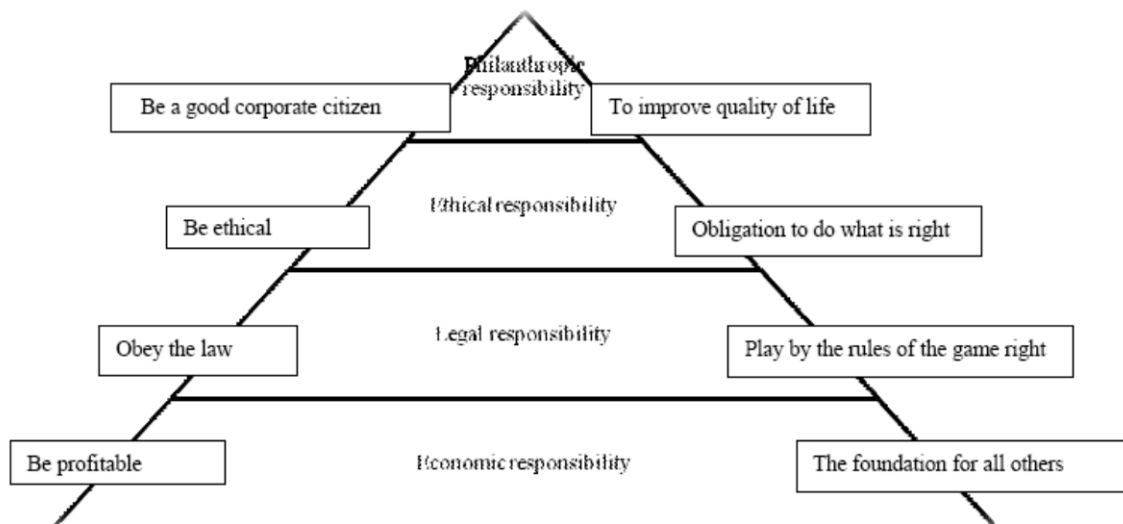 Philanthropic
responsibility
Be a good corporate citizen
To improve quality of life
Ethical responsibility
Be ethical
Obligation to do what is right
Legal responsibility
Obey the law
Play by the rules of the game right
Be profitable
Economic responsibility
The foundation for all others